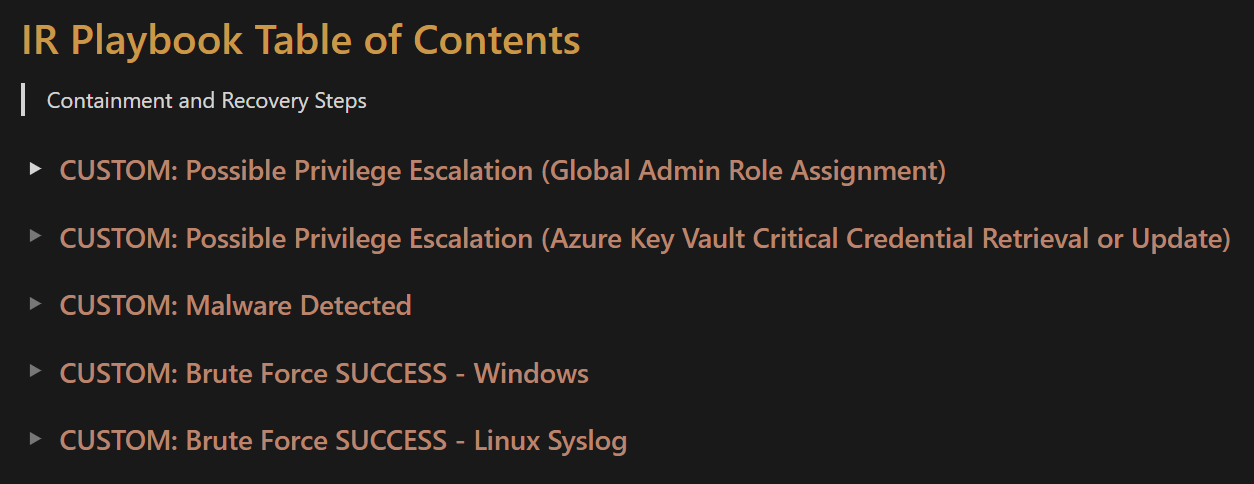 IR Playbook Table of Contents
Containment and Recovery Steps
CUSTOM: Possible Privilege Escalation (Global Admin Role Assignment)
CUSTOM: Possible Privilege Escalation (Azure Key Vault Critical Credential Retrieval or Update)
CUSTOM: Malware Detected
CUSTOM: Brute Force SUCCESS - Windows
CUSTOM: Brute Force SUCCESS - Linux Syslog